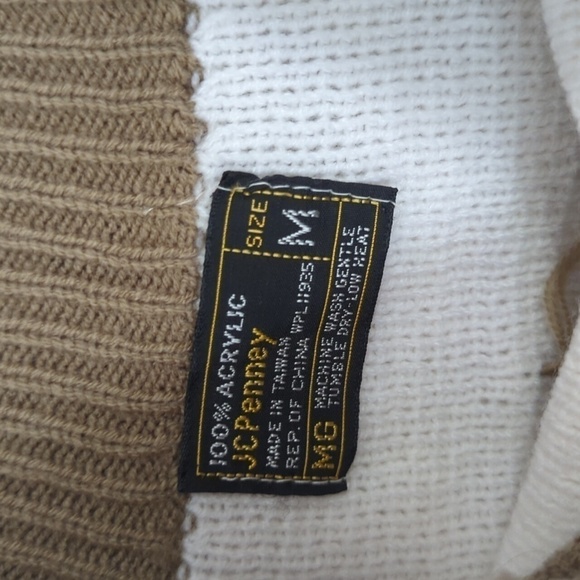 100% ACRYLIC
JCPenney
MADE IN TAIWAN
REP. OF CHINA WPL 11935
SIZE
M
MG
MACHINE WASH GENTLE
TUMBLE DRY-LOW HEAT